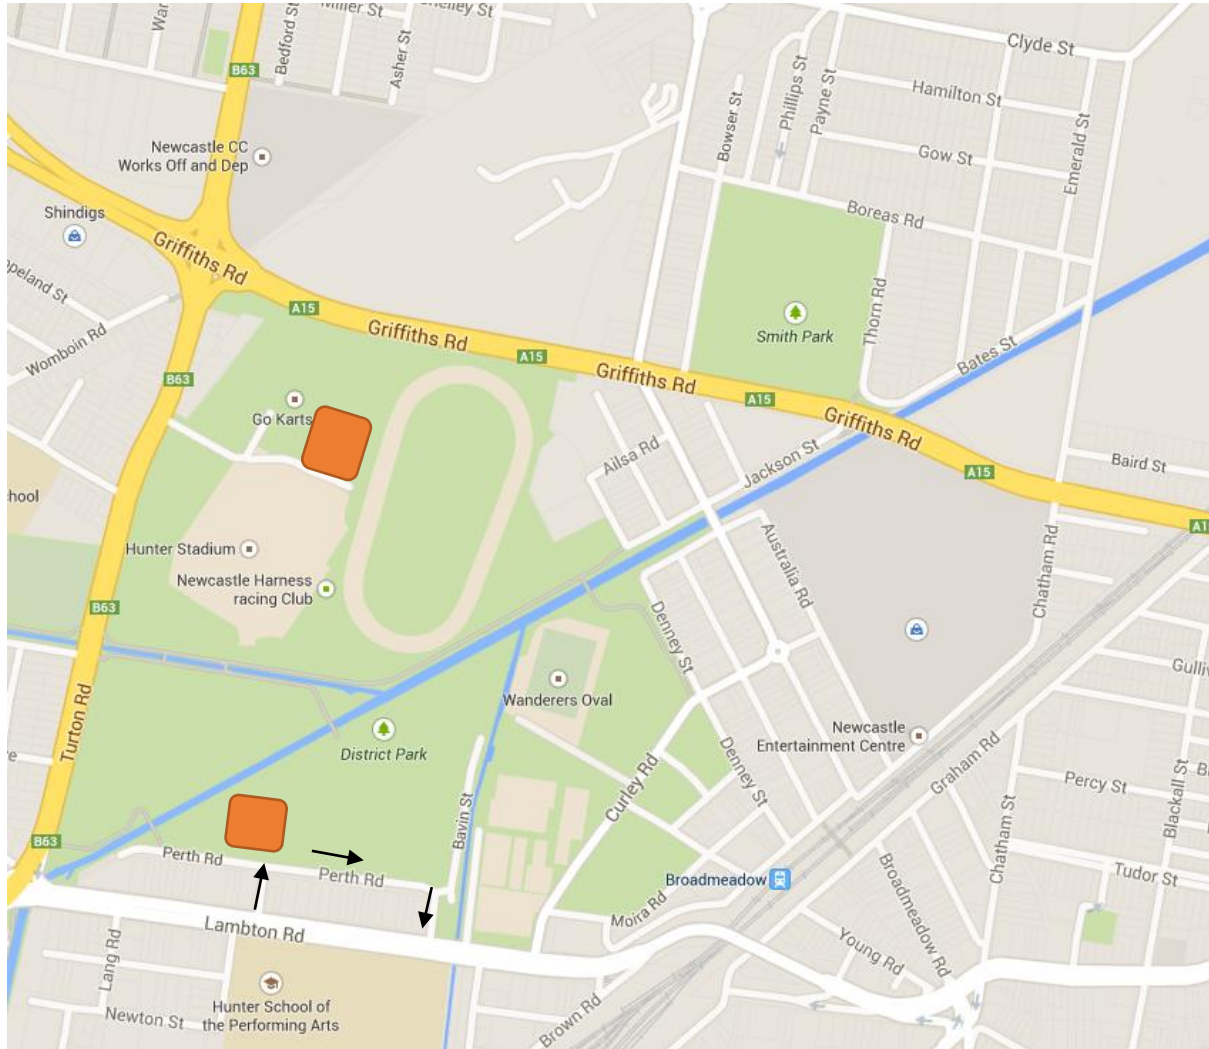 Miller St
Shelley St
Bedford St
Asher St
B63
Clyde St
Phillips St
Payne St
Hamilton St
Bowser St
Gow St
Emerald St
Newcastle CC
Works Off and Dep
Shindigs
Griffiths Rd
Boreas Rd
A15
Griffiths Rd
Thorn Rd
Smith Park
Womboin Rd
A15
Bates St
B63
Griffiths Rd
A15
Go Karts
Griffiths Rd
Ailsa Rd
Jackson St
A15
Baird St
hool
Hunter Stadium
Australia Rd
Newcastle Harness
racing Club
B63
Chatham Rd
Denney St
Wanderers Oval
Turton Rd
District Park
Newcastle
Entertainment Centre
Denney St
Graham Rd
Curley Rd
Percy St
Blackall St
Bavin St
Chatham St
B63
Perth Rd
Perth Rd
Broadmeadow
Tudor St
Moira Rd
Broadmeadow Rd
Lambton Rd
Young Rd
Lang Rd
Hunter School of
the Performing Arts
Newton St
Brown Rd